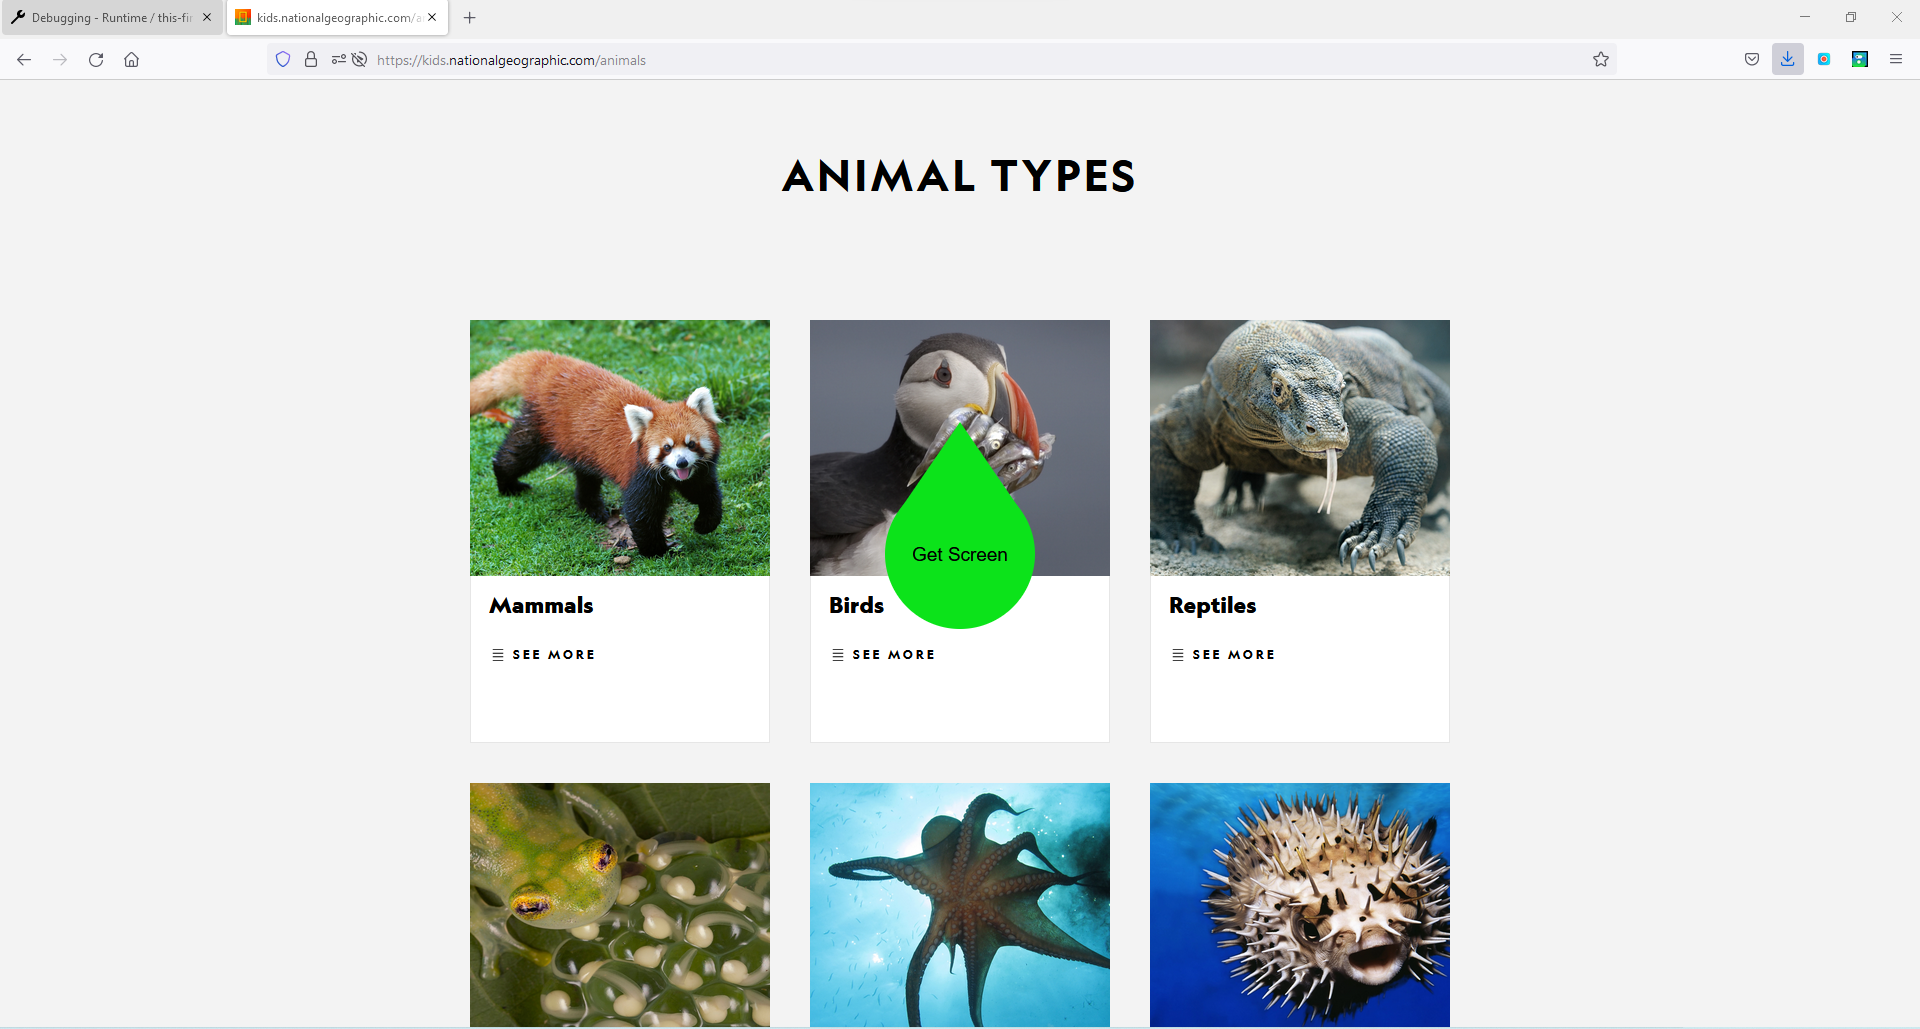 Debugging - Runtime / this-fir
kids.nationalgeographic.com/a
https://kids.nationalgeographic.com/animals
ANIMAL TYPES
Get Screen
Mammals
Birds
Reptiles
SEE MORE
SEE MORE
SEE MORE